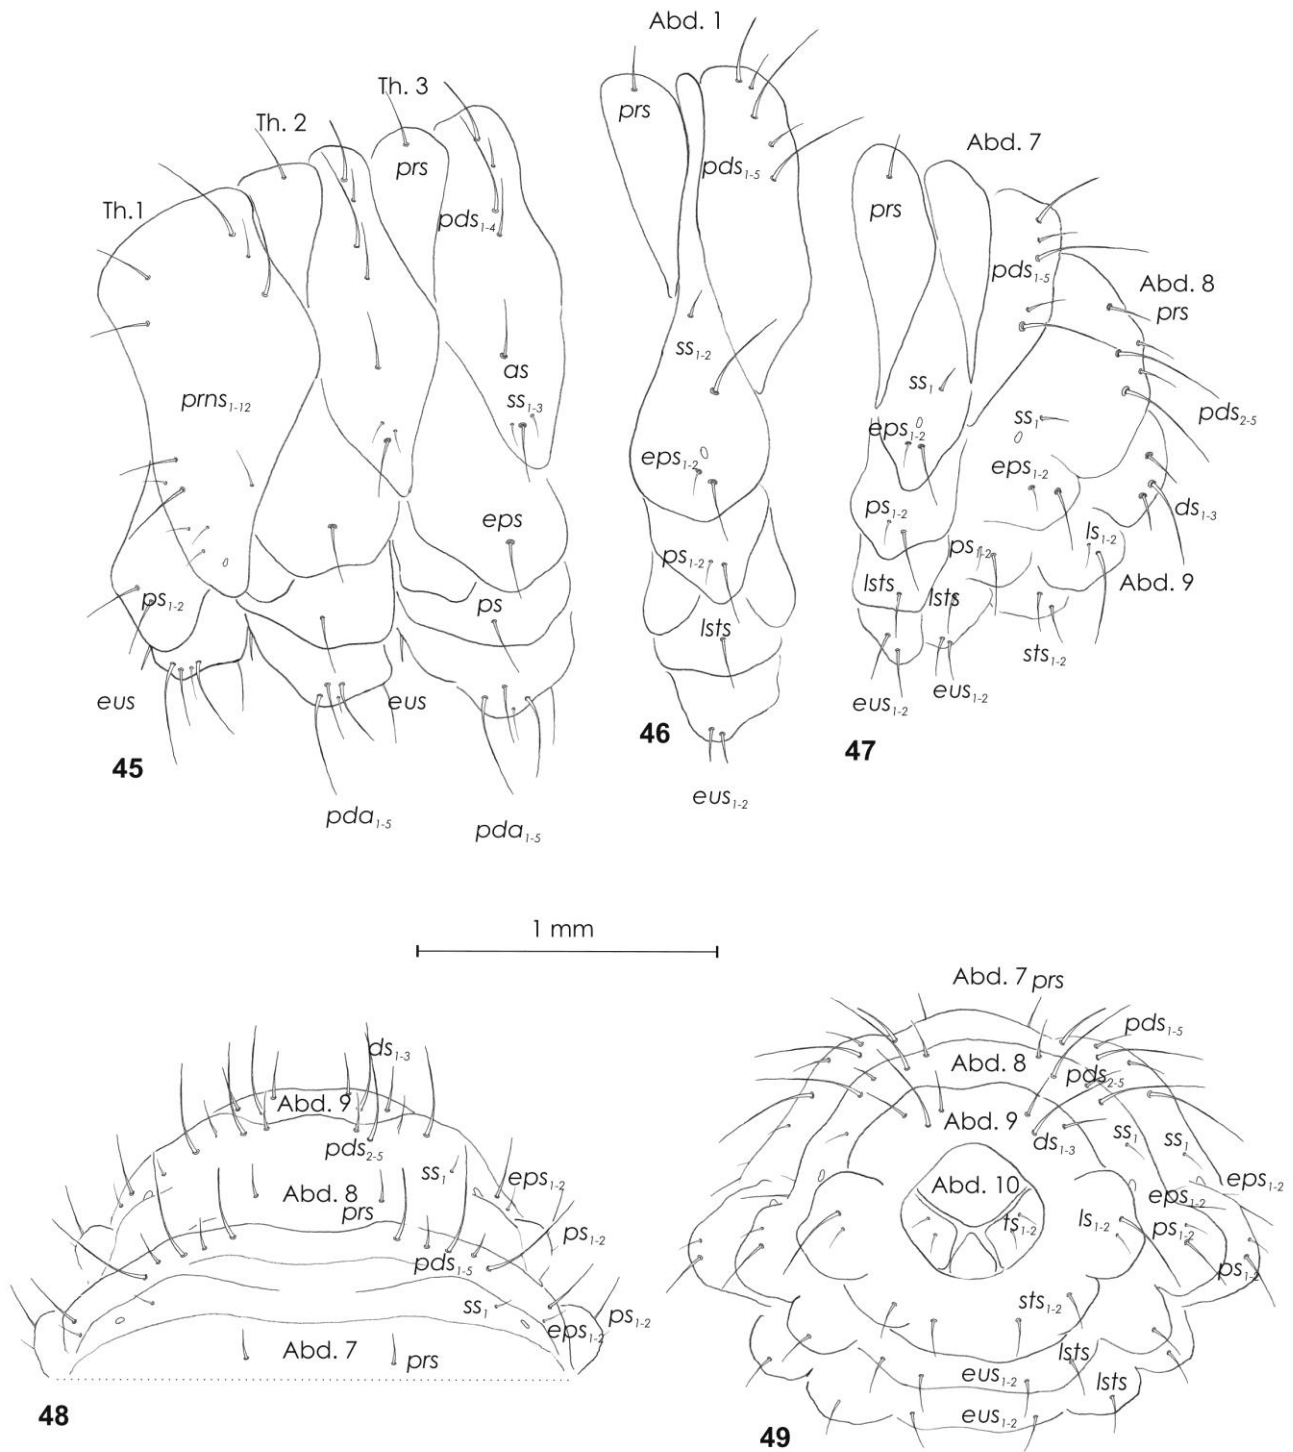 Abd. 1
Th. 3
Th. 2
Th.1
prs
prs
pds1-5
pds1-4
Abd. 7
prs
pds1-5
Abd. 8
prs
as
ss1-3
ss1-2
ss1
prns1-12
ss1
pds2-5
eps1-2
eps1-2
eps1-2
eps
ps1-2
ds1-3
ls1-2
ps1-2
ps1-2
ps1-2
ps
lsts
lsts
Abd. 9
lsts
sts1-2
eus
eus
eus1-2
eus1-2
45
46
47
eus1-2
pda1-5
pda1-5
1 mm
Abd. 7 prs
pds1-5
ds1-3
Abd. 8
pds2-5
Abd. 9
Abd. 9
ds1-3
ss1
ss1
pds2-5
ss1
eps1-2
Abd. 8
prs
Abd. 10
eps1-2
eps1-2
ts1-2
ls1-2
ps1-2
ps1-2
pds1-5
ps1-2
ss1
ps1-2
eps1-2
sts1-2
Abd. 7
prs
lsts
eus1-2
lsts
eus1-2
48
49